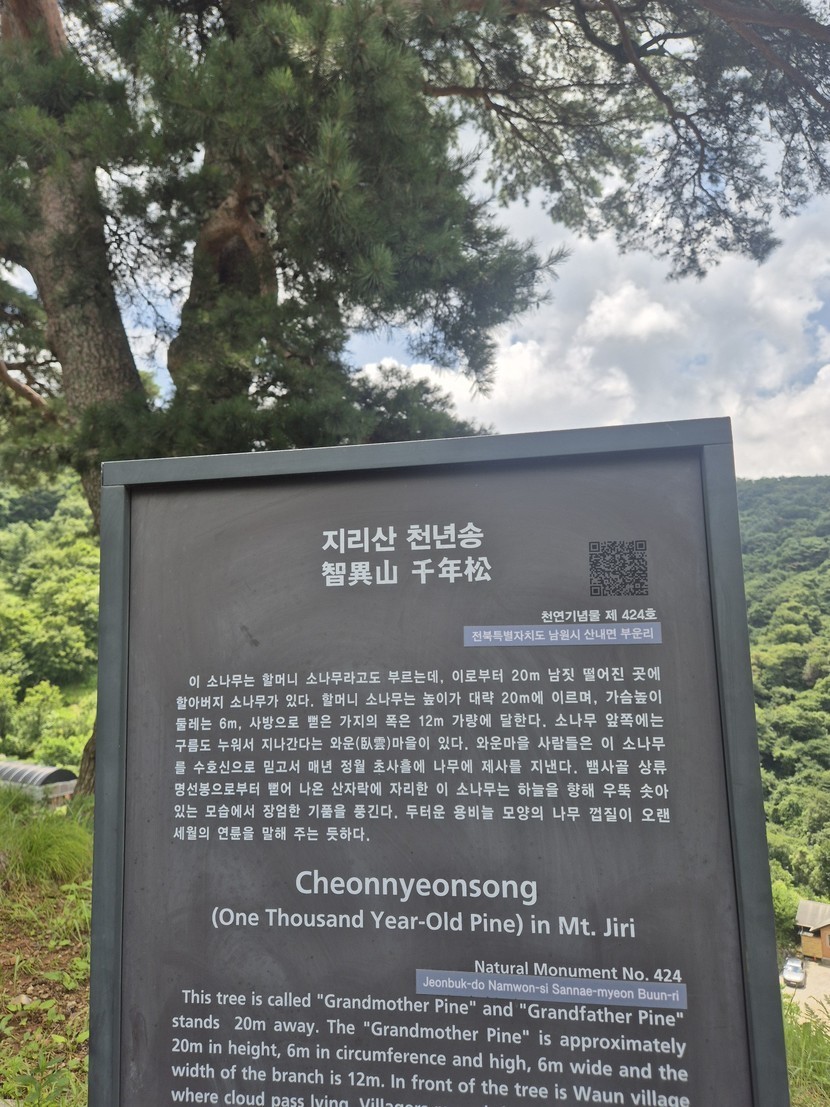 지리산 천년송
智異山 千年松
천연기념물 제 424호
전북특별자치도 남원시 산내면 부운리
이 소나무는 할머니 소나무라고도 부르는데, 이로부터 20m 남짓 떨어진 곳에
할아버지 소나무가 있다. 할머니 소나무는 높이가 대략 20m에 이르며, 가슴높이
둘레는 6m, 사방으로 뻗은 가지의 폭은 12m 가량에 달한다. 소나무 앞쪽에는
구름도 누워서 지나간다는 와운(臥雲)마을이 있다. 와운마을 사람들은 이 소나무
를 수호신으로 믿고서 매년 정월 초사흘에 나무에 제사를 지낸다. 뱀사골 상류
명선봉으로부터 뻗어 나온 산자락에 자리한 이 소나무는 하늘을 향해 우뚝 솟아
있는 모습에서 장엄한 기품을 풍긴다. 두터운 용비늘 모양의 나무 껍질이 오랜
세월의 연륜을 말해 주는 듯하다.
Cheonnyeonsong
(One Thousand Year-Old Pine) in Mt. Jiri
Natural Monument No. 424
Jeonbuk-do Namwon-si Sannae-myeon Buun-ri
This tree is called "Grandmother Pine" and "Grandfather Pine"
stands 20m away. The "Grandmother Pine" is approximately
20m in height, 6m in circumference and high, 6m wide and the
width of the branch is 12m. In front of the tree is Waun village
where cloud pass lying. Villagers